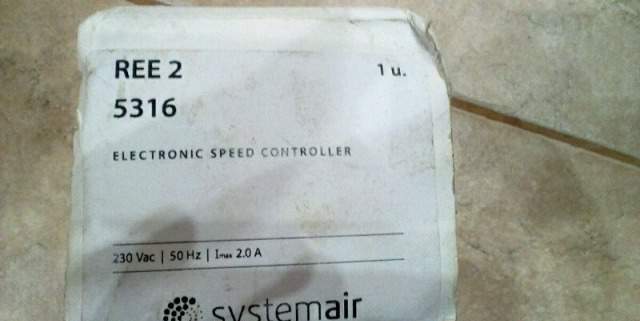 REE 2 1 u.
5316
ELECTRONIC SPEED CONTROLLER
230 Vac | 50 Hz | Imax 2.0 A
systemair